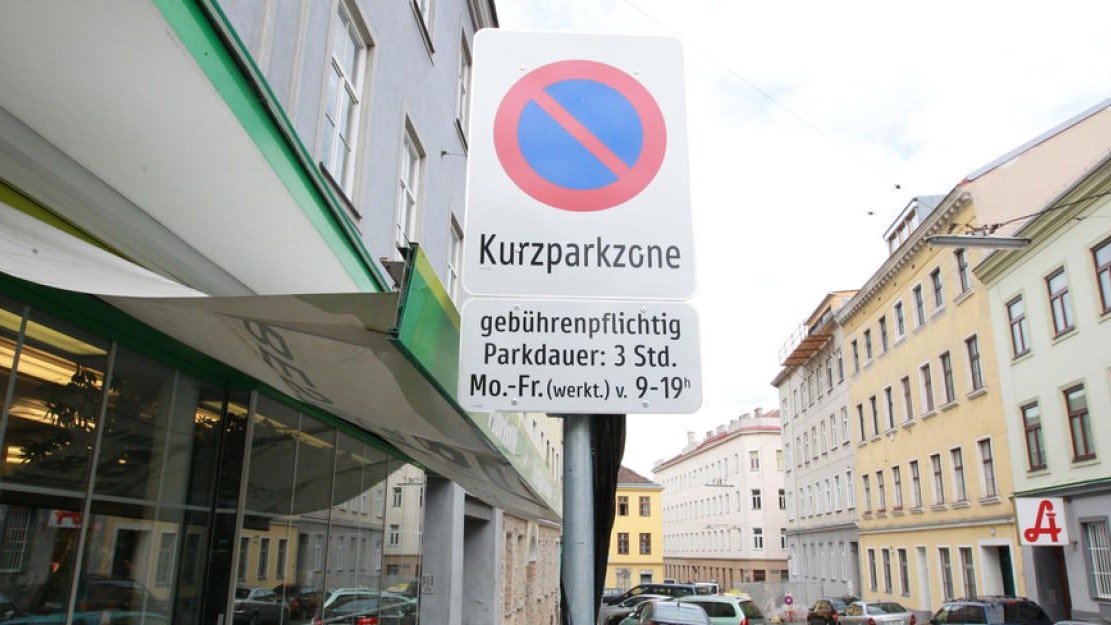 Kurzparkzone
gebührenpflichtig
Parkdauer: 3 Std.
Mo.-Fr. (werkt.) v. 9-19h
A